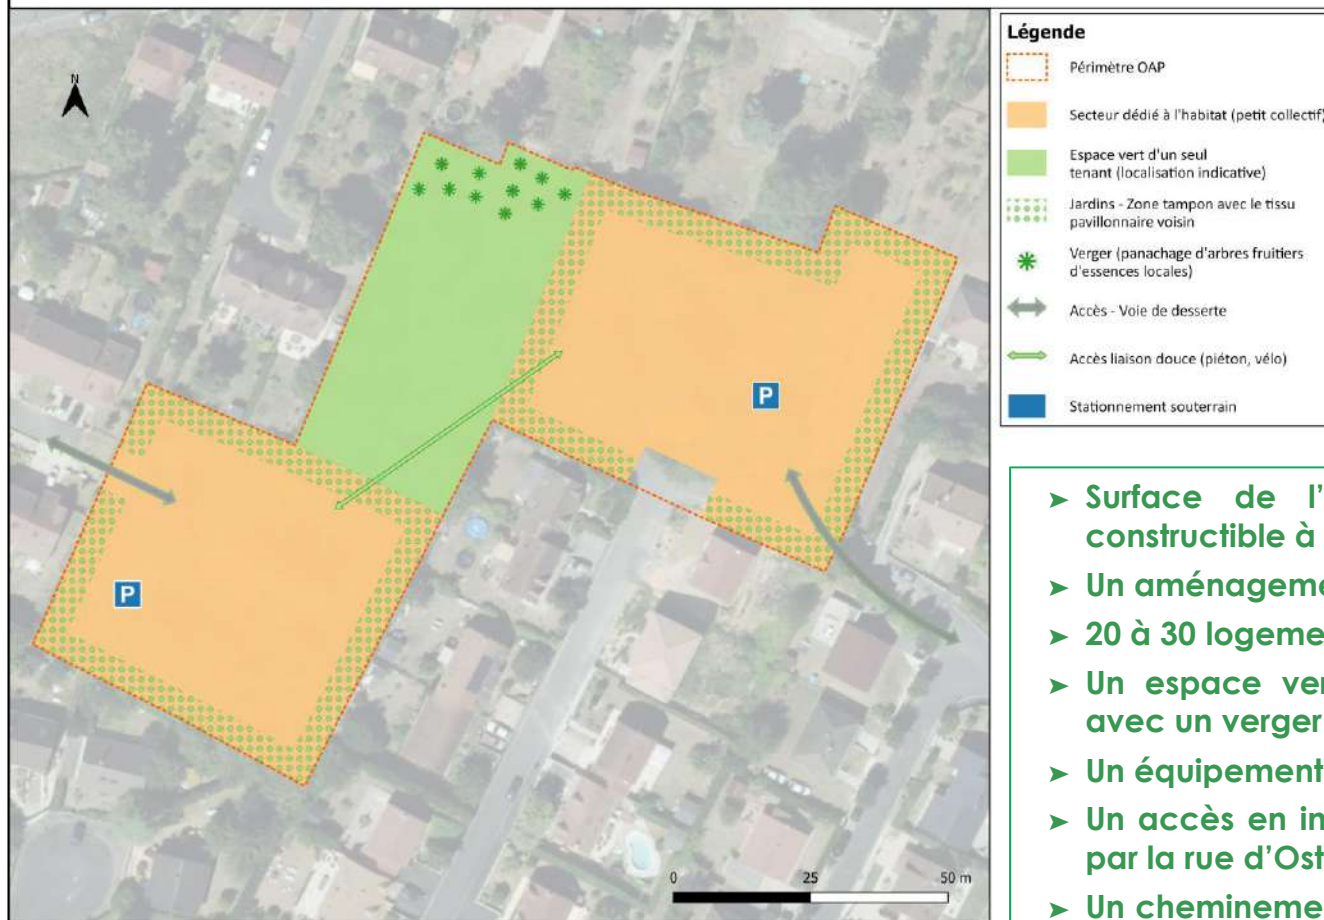 N
P
P
0 25 50 m
Légende
Périmètre OAP
Secteur dédié à l'habitat (petit collectif)
Espace vert d'un seul
tenant (localisation indicative)
Jardins - Zone tampon avec le tissu
pavillonnaire voisin
Verger (panachage d'arbres fruitiers
d'essences locales)
Accès - Voie de desserte
Accès liaison douce (piéton, vélo)
Stationnement souterrain
➤ Surface de l’
constructible à
➤ Un aménageme
➤ 20 à 30 logeme
➤ Un espace ver
avec un verger
➤ Un équipement
➤ Un accès en in
par la rue d’Ost
➤ Un chemineme